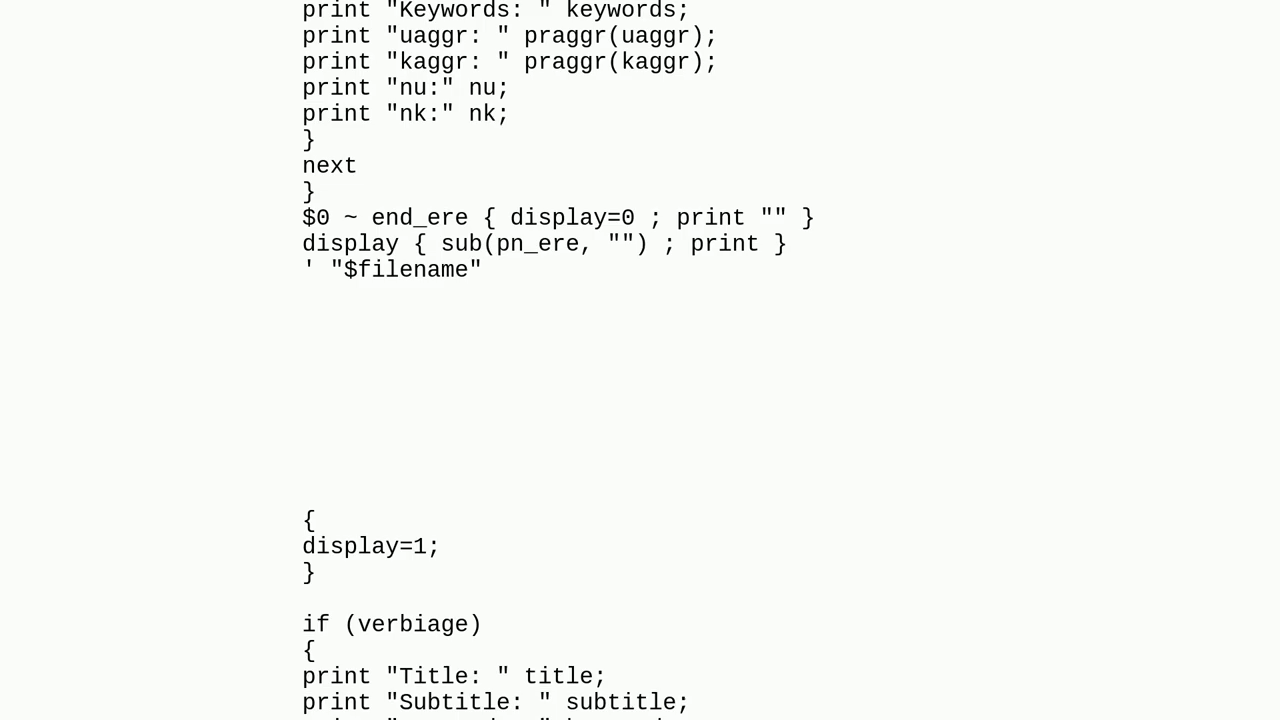 print "Keywords: " keywords;
print "uaggr: " praggr(uaggr);
print "kaggr: " praggr(kaggr);
print "nu:" nu;
print "nk:" nk;
}
next
}
$0 ~ end_ere { display=0 ; print "" }
display { sub(pn_ere, "") ; print }
' "$filename"
{
display=1;
}
if (verbiage)
{
print "Title: " title;
print "Subtitle: " subtitle;